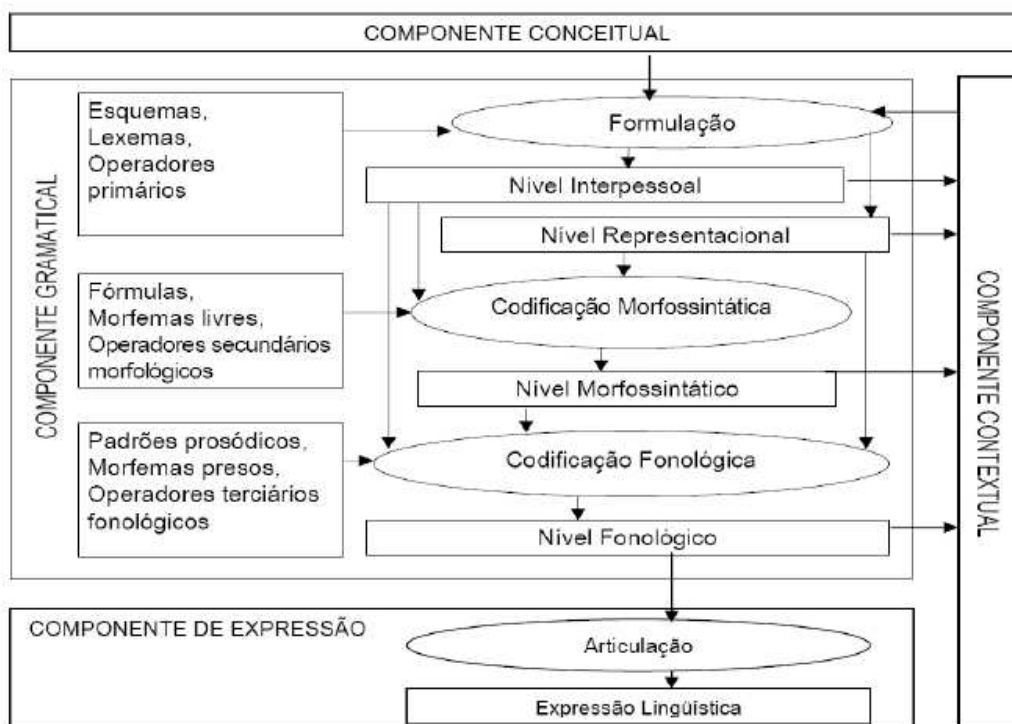 COMPONENTE CONCEITUAL
COMPONENTE GRAMATICAL
Esquemas,
Lexemas,
Operadores
primários
Formulação
Nivel Interpessoal
Nível Representacional
Fórmulas,
Morfemas livres,
Operadores secundários
morfológicos
Codificação Morfossintática
Nível Morfossintático
Padrões prosódicos,
Morfemas presos,
Operadores terciários
fonológicos
Codificação Fonológica
Nível Fonológico
COMPONENTE CONTEXTUAL
COMPONENTE DE EXPRESSÃO
Articulação
Expressão Lingüística